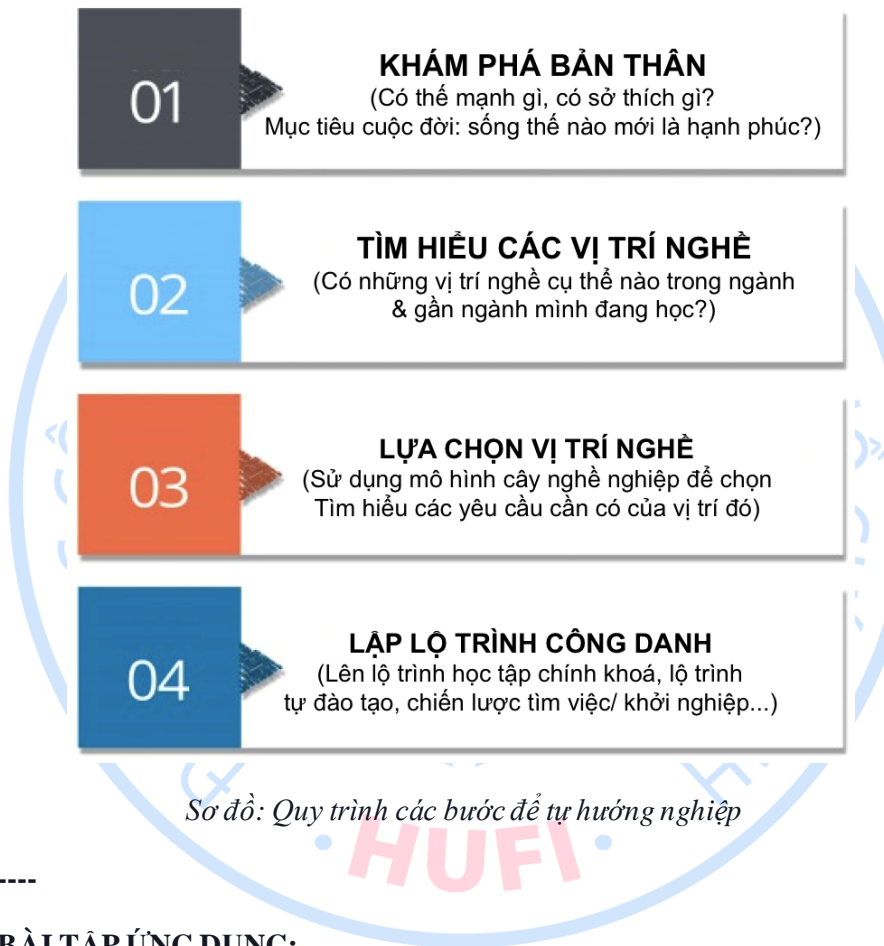 01
KHÁM PHÁ BẢN THÂN
(Có thế mạnh gì, có sở thích gì?
Mục tiêu cuộc đời: sống thế nào mới là hạnh phúc?)
02
TÌM HIỂU CÁC VỊ TRÍ NGHỀ
(Có những vị trí nghề cụ thể nào trong ngành
& gần ngành mình đang học?)
03
LỰA CHỌN VỊ TRÍ NGHỀ
(Sử dụng mô hình cây nghề nghiệp để chọn
Tìm hiểu các yêu cầu cần có của vị trí đó)
04
LẬP LỘ TRÌNH CÔNG DANH
(Lên lộ trình học tập chính khoá, lộ trình
tự đào tạo, chiến lược tìm việc/ khởi nghiệp...)
Sơ đồ: Quy trình các bước để tự hướng nghiệp
HUFI
----
BÀI TẬP ỨNG DỤNG: